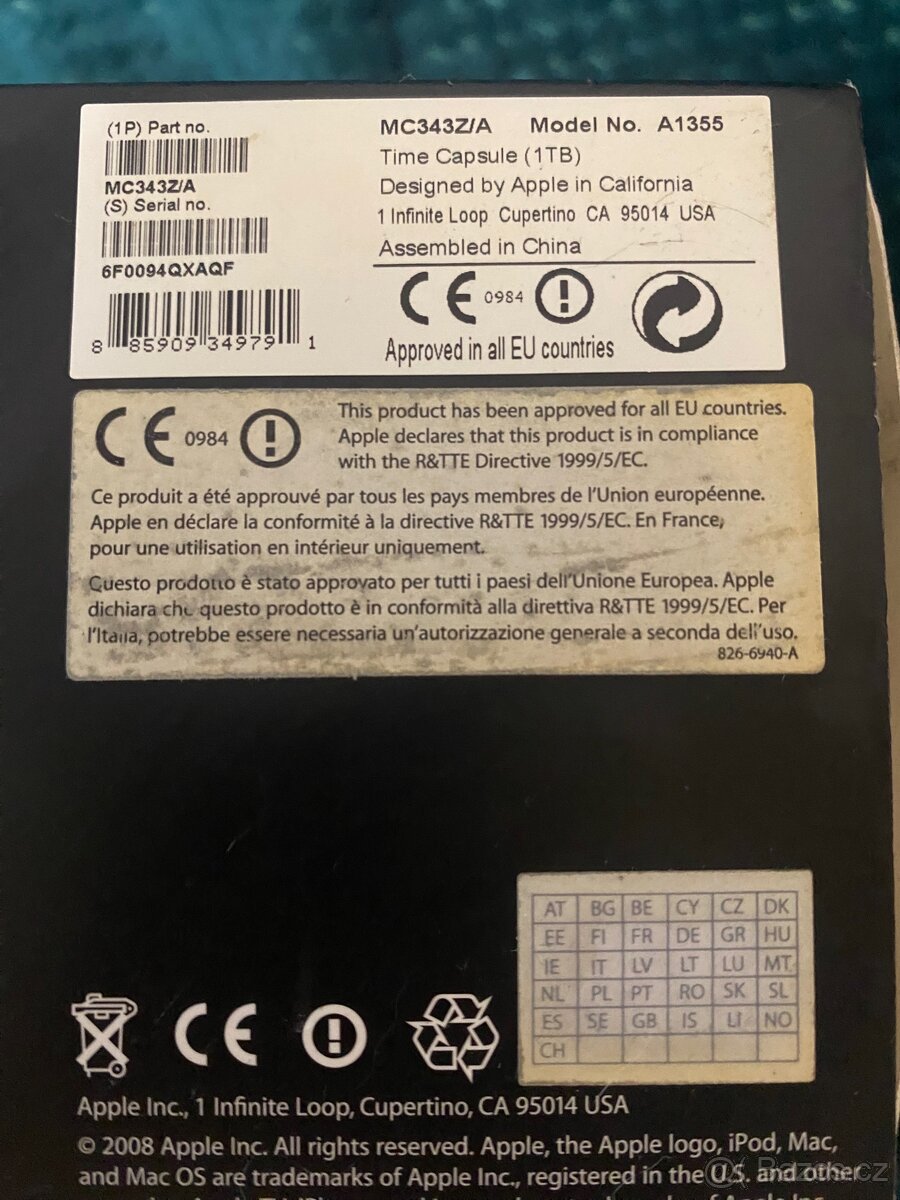 (1P) Part no.
MC343Z/A
(S) Serial no.
6F0094QXAQF
8 85909 34979 1
MC343Z/A Model No. A1355
Time Capsule (1TB)
Designed by Apple in California
1 Infinite Loop Cupertino CA 95014 USA
Assembled in China
CE 0984
Approved in all EU countries
CE 0984
This product has been approved for all EU countries.
Apple declares that this product is in compliance
with the R&TTE Directive 1999/5/EC.
Ce produit a été approuvé par tous les pays membres de l'Union européenne.
Apple en déclare la conformité à la directive R&TTE 1999/5/EC. En France,
pour une utilisation en intérieur uniquement.
Questo prodotto è stato approvato per tutti i paesi dell'Unione Europea. Apple
dichiara che questo prodotto è in conformità alla direttiva R&TTE 1999/5/EC. Per
l'Italia, potrebbe essere necessaria un'autorizzazione generale a seconda dell'uso.
826-6940-A
AT BG BE CY CZ DK
EE FI FR DE GR HU
IE IT LV LT LU MT
NL PL PT RO SK SL
ES SE GB IS LI NO
CH
CE
Apple Inc., 1 Infinite Loop, Cupertino, CA 95014 USA
© 2008 Apple Inc. All rights reserved. Apple, the Apple logo, iPod, Mac,
and Mac OS are trademarks of Apple Inc., registered in the U.S. and other
Bazos.cz